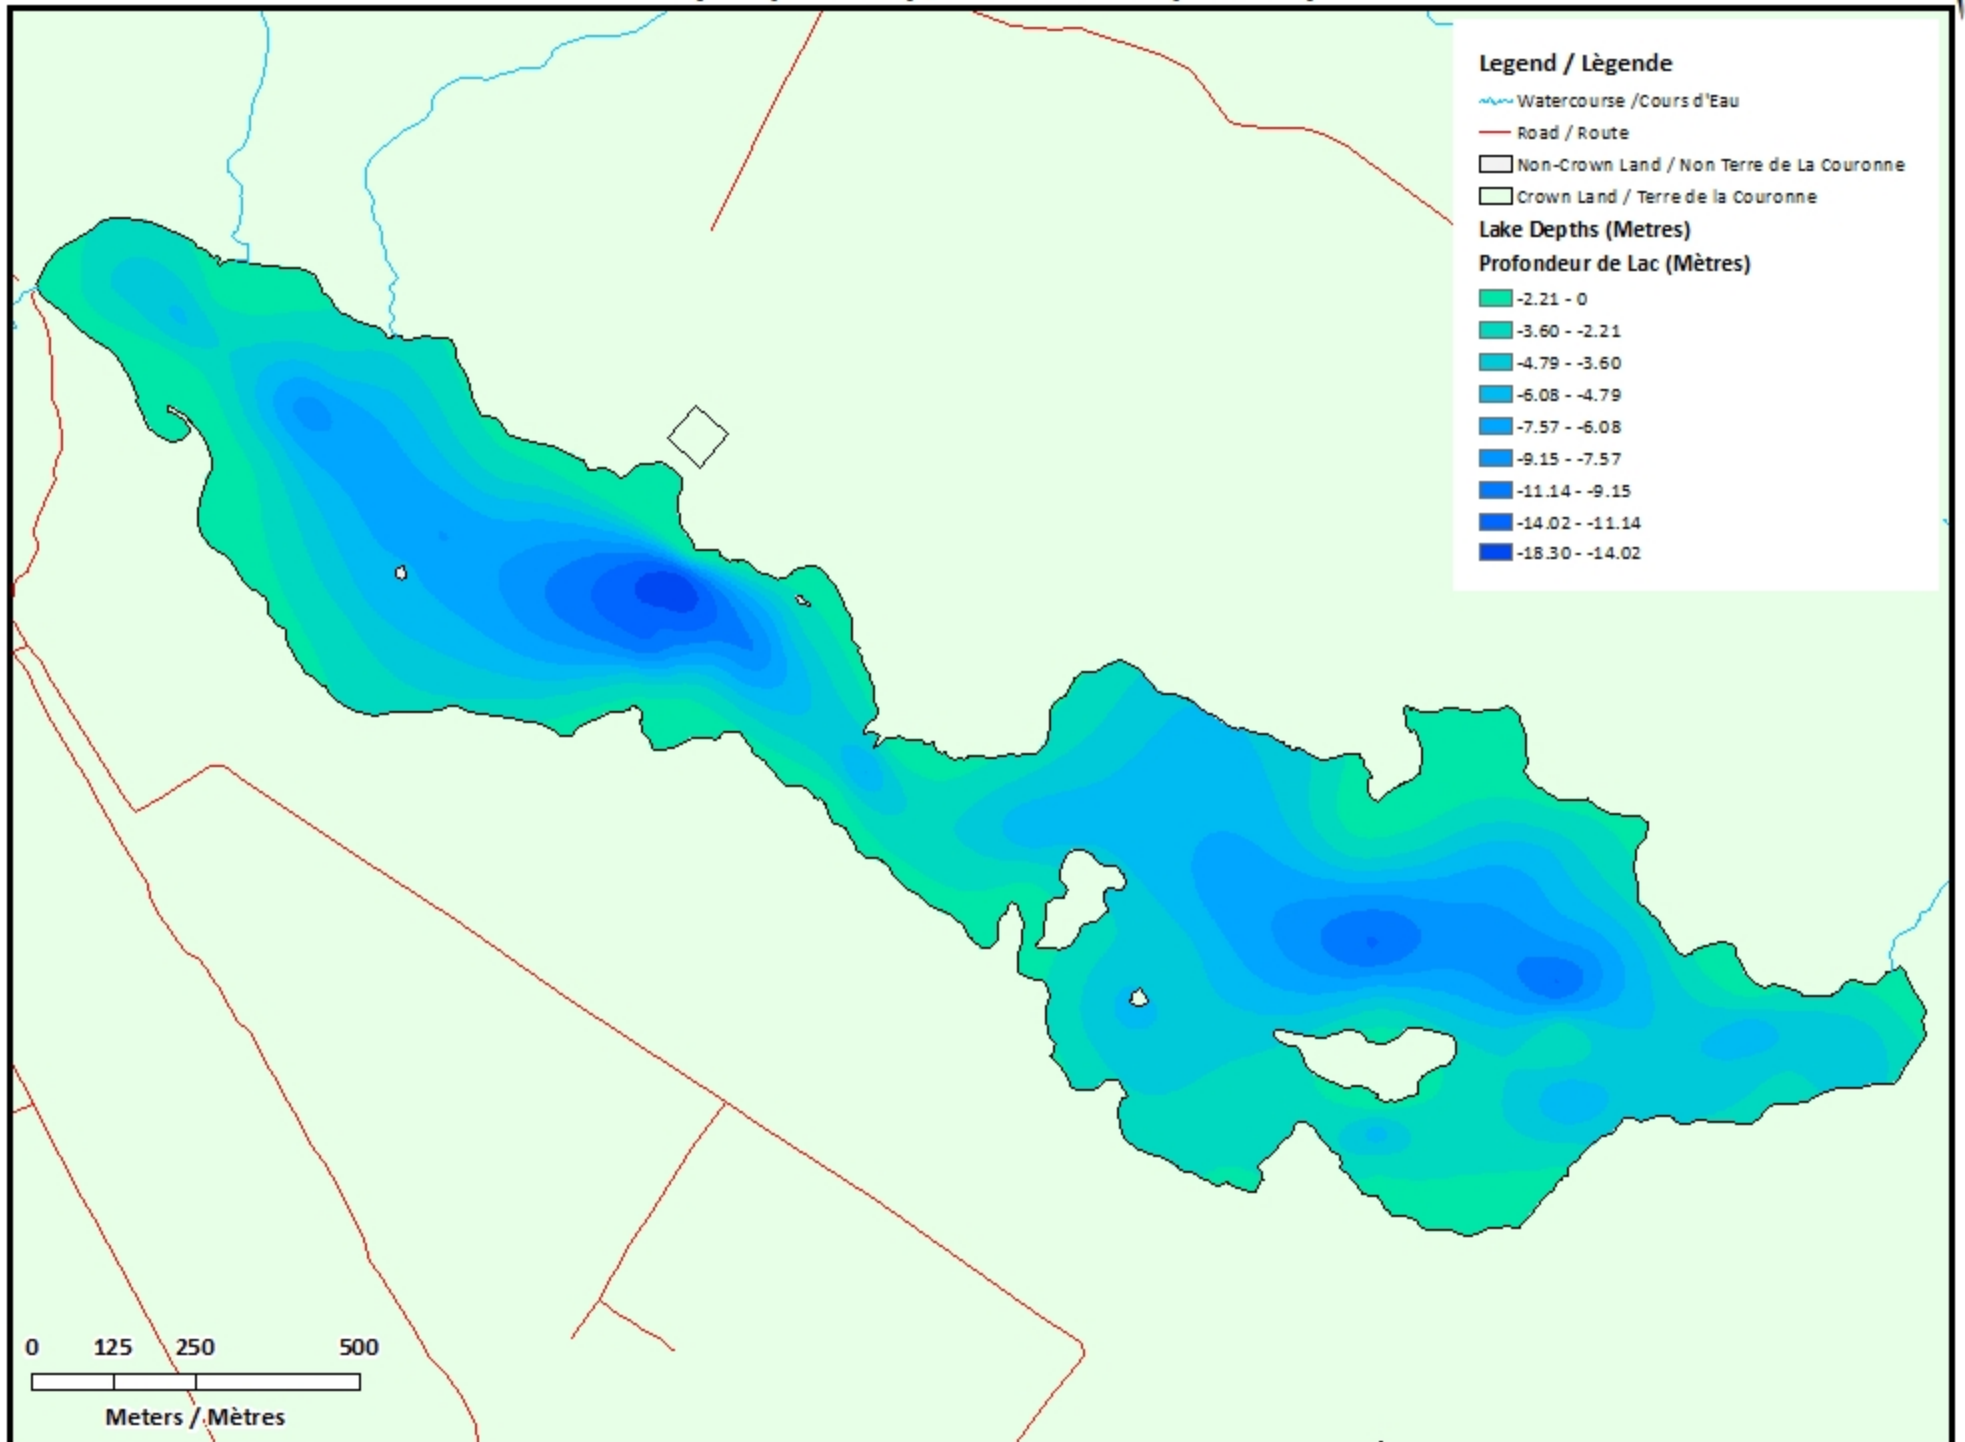 Legend / Lègende
Watercourse /Cours d'Eau
Road / Route
Non-Crown Land / Non Terre de La Couronne
Crown Land / Terre de la Couronne
Lake Depths (Metres)
Profondeur de Lac (Mètres)
-2.21 - 0
-3.60 - -2.21
-4.79 - -3.60
-6.08 - -4.79
-7.57 - -6.08
-9.15 - -7.57
-11.14 - -9.15
-14.02 - -11.14
-18.30 - -14.02
0 125 250 500
Meters / Mètres